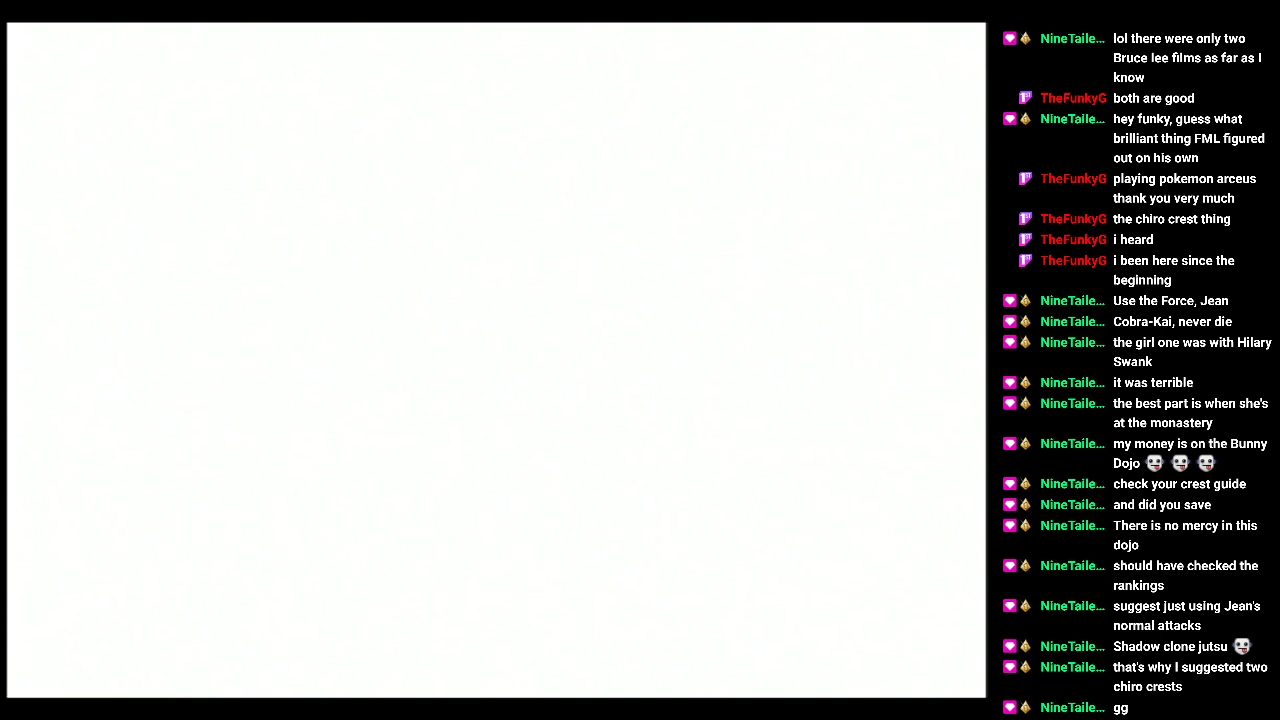 NineTaile... lol there were only two
Bruce lee films as far as I
know
TheFunkyG both are good
NineTaile... hey funky, guess what
brilliant thing FML figured
out on his own
TheFunkyG playing pokemon arceus
thank you very much
TheFunkyG the chiro crest thing
TheFunkyG i heard
TheFunkyG i been here since the
beginning
NineTaile... Use the Force, Jean
NineTaile... Cobra-Kai, never die
NineTaile... the girl one was with Hilary
Swank
NineTaile... it was terrible
NineTaile... the best part is when she's
at the monastery
NineTaile... my money is on the Bunny
Dojo
NineTaile... check your crest guide
NineTaile... and did you save
NineTaile... There is no mercy in this
dojo
NineTaile... should have checked the
rankings
NineTaile... suggest just using Jean's
normal attacks
NineTaile... Shadow clone jutsu
NineTaile... that's why I suggested two
chiro crests
NineTaile... gg